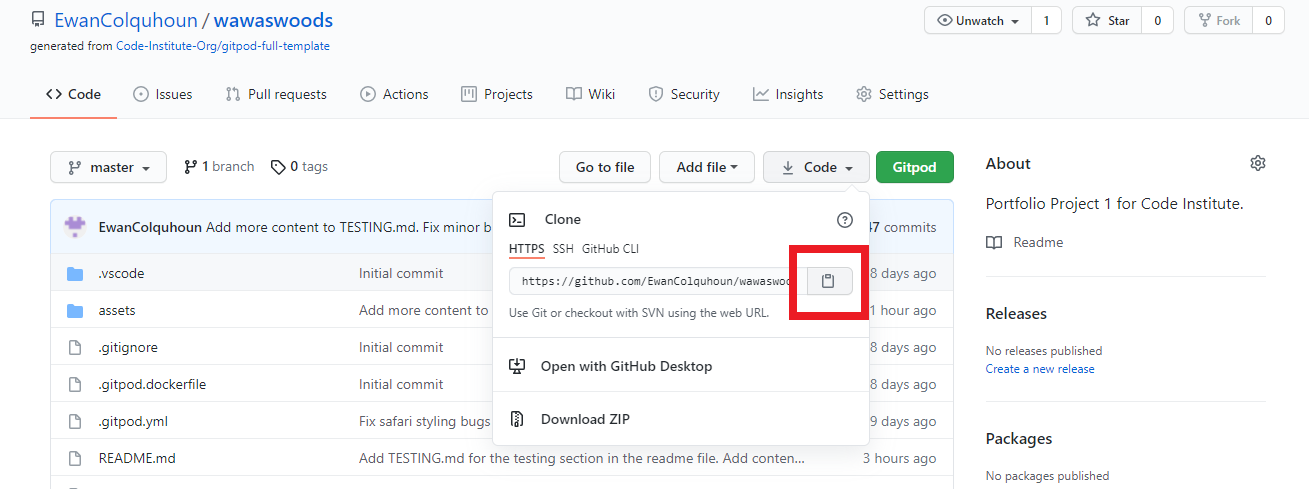 EwanColquhoun / wawaswoods
Unwatch 1 Star 0 Fork 0
generated from Code-Institute-Org/gitpod-full-template
Code Issues Pull requests Actions Projects Wiki Security Insights Settings
master 1 branch 0 tags Go to file Add file Code Gitpod
About
Portfolio Project 1 for Code Institute.
Readme
Releases
No releases published
Create a new release
Packages
No packages published
EwanColquhoun Add more content to TESTING.md. Fix minor b
47 commits
.vscode Initial commit 8 days ago
assets Add more content to 1 hour ago
.gitignore Initial commit 8 days ago
.gitpod.dockerfile Initial commit 8 days ago
.gitpod.yml Fix safari styling bugs 9 days ago
README.md Add TESTING.md for the testing section in the readme file. Add conten... 3 hours ago
Clone
HTTPS SSH GitHub CLI
https://github.com/EwanColquhoun/wawaswoo
Use Git or checkout with SVN using the web URL.
Open with GitHub Desktop
Download ZIP